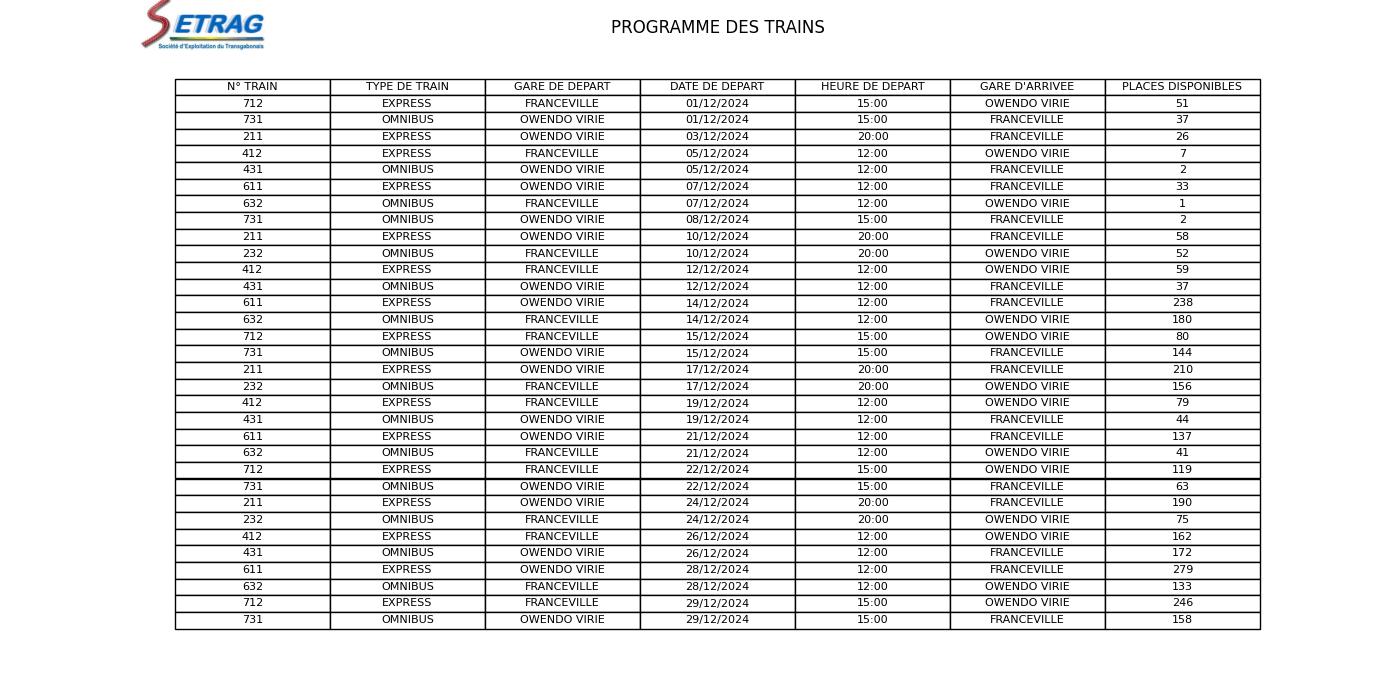 SETRAG
Société d'Exploitation du Transgabonais
PROGRAMME DES TRAINS
N° TRAIN TYPE DE TRAIN GARE DE DEPART DATE DE DEPART HEURE DE DEPART GARE D'ARRIVEE PLACES DISPONIBLES
712 EXPRESS FRANCEVILLE 01/12/2024 15:00 OWENDO VIRIE 51
731 OMNIBUS OWENDO VIRIE 01/12/2024 15:00 FRANCEVILLE 37
211 EXPRESS OWENDO VIRIE 03/12/2024 20:00 FRANCEVILLE 26
412 EXPRESS FRANCEVILLE 05/12/2024 12:00 OWENDO VIRIE 7
431 OMNIBUS OWENDO VIRIE 05/12/2024 12:00 FRANCEVILLE 2
611 EXPRESS OWENDO VIRIE 07/12/2024 12:00 FRANCEVILLE 33
632 OMNIBUS FRANCEVILLE 07/12/2024 12:00 OWENDO VIRIE 1
731 OMNIBUS OWENDO VIRIE 08/12/2024 15:00 FRANCEVILLE 2
211 EXPRESS OWENDO VIRIE 10/12/2024 20:00 FRANCEVILLE 58
232 OMNIBUS FRANCEVILLE 10/12/2024 20:00 OWENDO VIRIE 52
412 EXPRESS FRANCEVILLE 12/12/2024 12:00 OWENDO VIRIE 59
431 OMNIBUS OWENDO VIRIE 12/12/2024 12:00 FRANCEVILLE 37
611 EXPRESS OWENDO VIRIE 14/12/2024 12:00 FRANCEVILLE 238
632 OMNIBUS FRANCEVILLE 14/12/2024 12:00 OWENDO VIRIE 180
712 EXPRESS FRANCEVILLE 15/12/2024 15:00 OWENDO VIRIE 80
731 OMNIBUS OWENDO VIRIE 15/12/2024 15:00 FRANCEVILLE 144
211 EXPRESS OWENDO VIRIE 17/12/2024 20:00 FRANCEVILLE 210
232 OMNIBUS FRANCEVILLE 17/12/2024 20:00 OWENDO VIRIE 156
412 EXPRESS FRANCEVILLE 19/12/2024 12:00 OWENDO VIRIE 79
431 OMNIBUS OWENDO VIRIE 19/12/2024 12:00 FRANCEVILLE 44
611 EXPRESS OWENDO VIRIE 21/12/2024 12:00 FRANCEVILLE 137
632 OMNIBUS FRANCEVILLE 21/12/2024 12:00 OWENDO VIRIE 41
712 EXPRESS FRANCEVILLE 22/12/2024 15:00 OWENDO VIRIE 119
731 OMNIBUS OWENDO VIRIE 22/12/2024 15:00 FRANCEVILLE 63
211 EXPRESS OWENDO VIRIE 24/12/2024 20:00 FRANCEVILLE 190
232 OMNIBUS FRANCEVILLE 24/12/2024 20:00 OWENDO VIRIE 75
412 EXPRESS FRANCEVILLE 26/12/2024 12:00 OWENDO VIRIE 162
431 OMNIBUS OWENDO VIRIE 26/12/2024 12:00 FRANCEVILLE 172
611 EXPRESS OWENDO VIRIE 28/12/2024 12:00 FRANCEVILLE 279
632 OMNIBUS FRANCEVILLE 28/12/2024 12:00 OWENDO VIRIE 133
712 EXPRESS FRANCEVILLE 29/12/2024 15:00 OWENDO VIRIE 246
731 OMNIBUS OWENDO VIRIE 29/12/2024 15:00 FRANCEVILLE 158